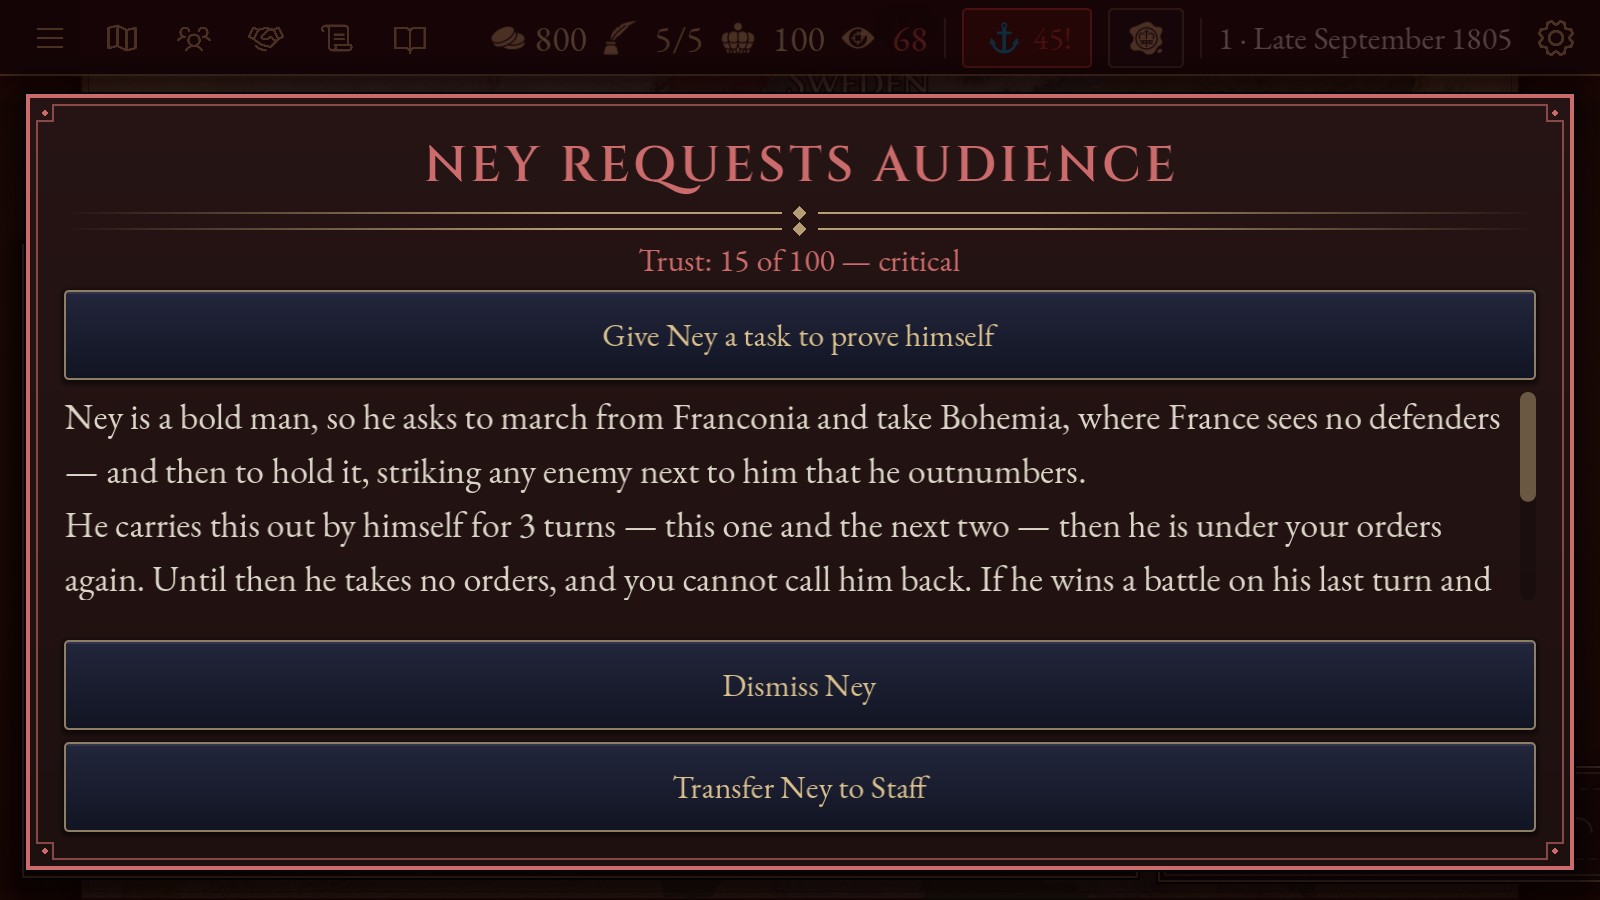 800
5/5
100
68
45!
1 · Late September 1805
SWEDEN
NEY REQUESTS AUDIENCE
Trust: 15 of 100 — critical
Give Ney a task to prove himself
Ney is a bold man, so he asks to march from Franconia and take Bohemia, where France sees no defenders
— and then to hold it, striking any enemy next to him that he outnumbers.
He carries this out by himself for 3 turns — this one and the next two — then he is under your orders
again. Until then he takes no orders, and you cannot call him back. If he wins a battle on his last turn and
Dismiss Ney
Transfer Ney to Staff